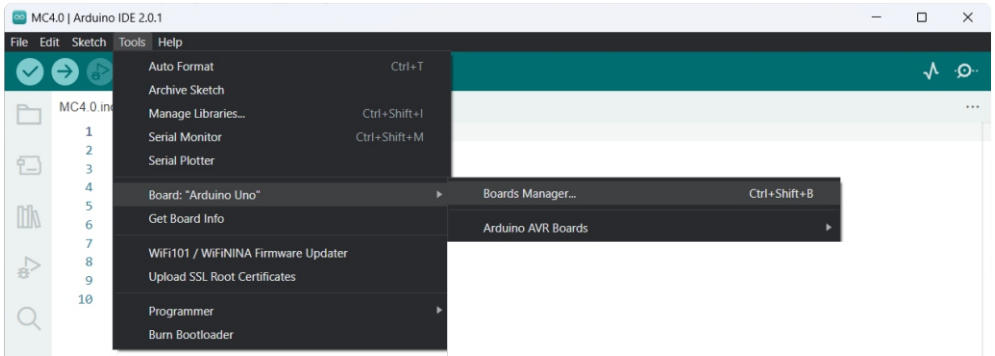 MC4.0 | Arduino IDE 2.0.1
File Edit Sketch Tools Help
MC4.0.ino
Auto Format Ctrl+T
Archive Sketch
Manage Libraries... Ctrl+Shift+I
Serial Monitor Ctrl+Shift+M
Serial Plotter
Board: "Arduino Uno"
Get Board Info
WiFi101 / WiFiNINA Firmware Updater
Upload SSL Root Certificates
Programmer
Burn Bootloader
Boards Manager... Ctrl+Shift+B
Arduino AVR Boards
1
2
3
4
5
6
7
8
9
10